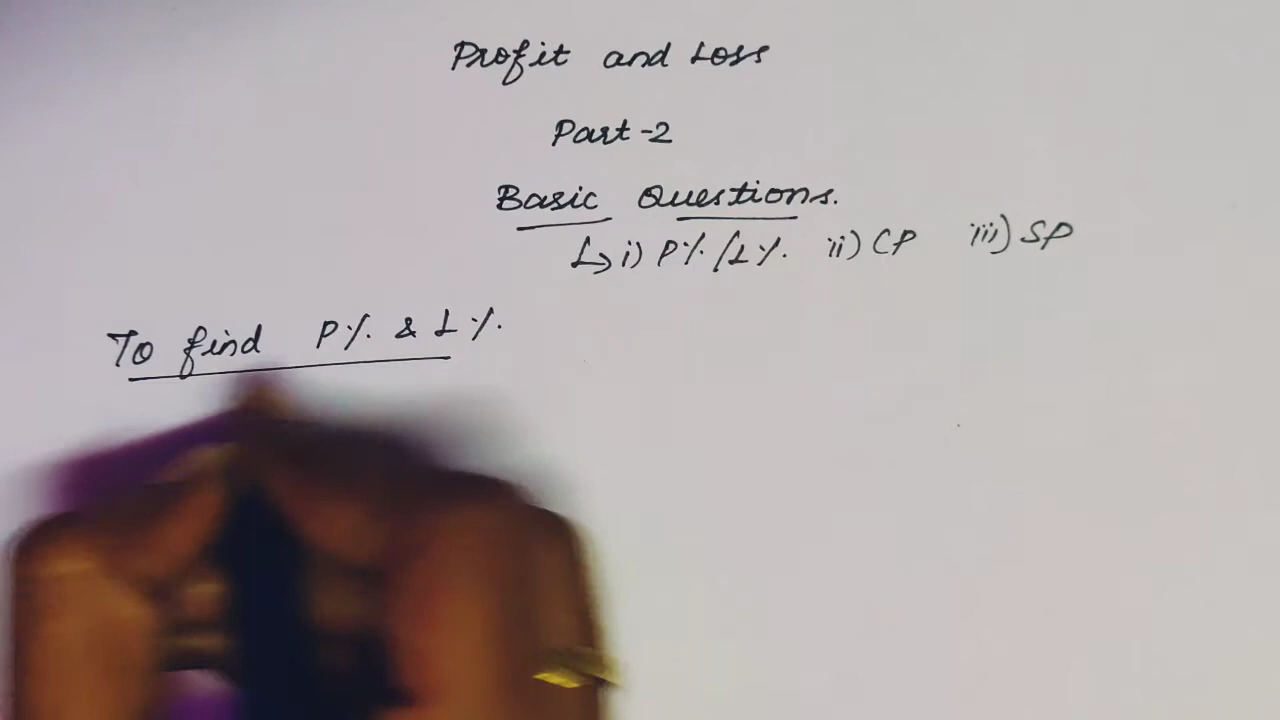 Profit and Loss
Part-2
Basic Questions.
↳ i) P% / L% ii) CP iii) SP
To find P% & L%